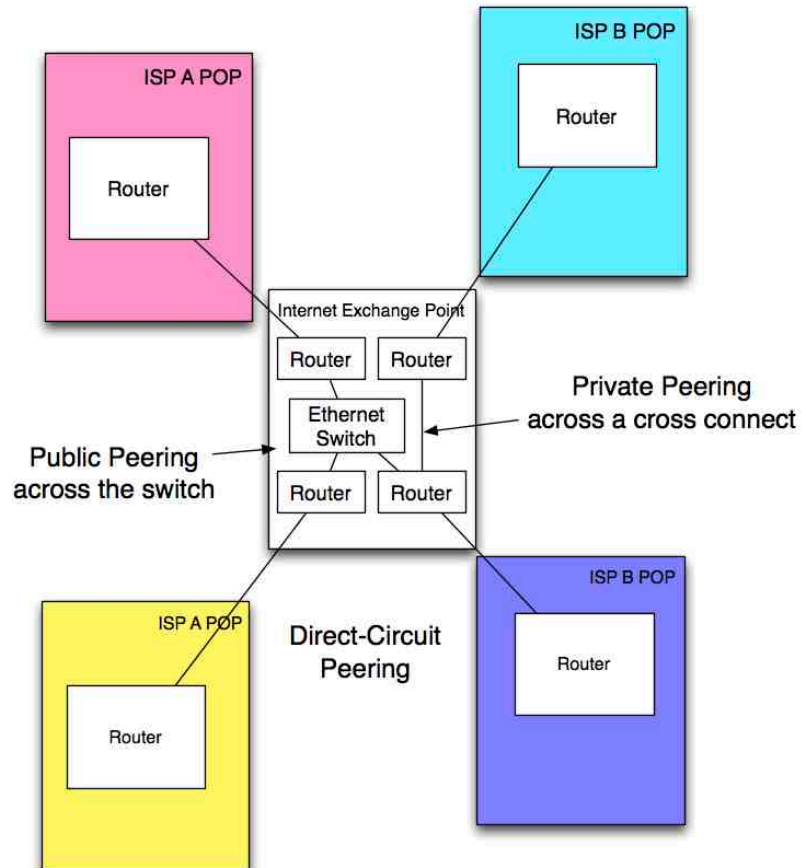 ISP A POP
Router
ISP B POP
Router
Internet Exchange Point
Router
Router
Ethernet
Switch
Router
Router
Private Peering
across a cross connect
Public Peering
across the switch
ISP A POP
Router
Direct-Circuit
Peering
ISP B POP
Router